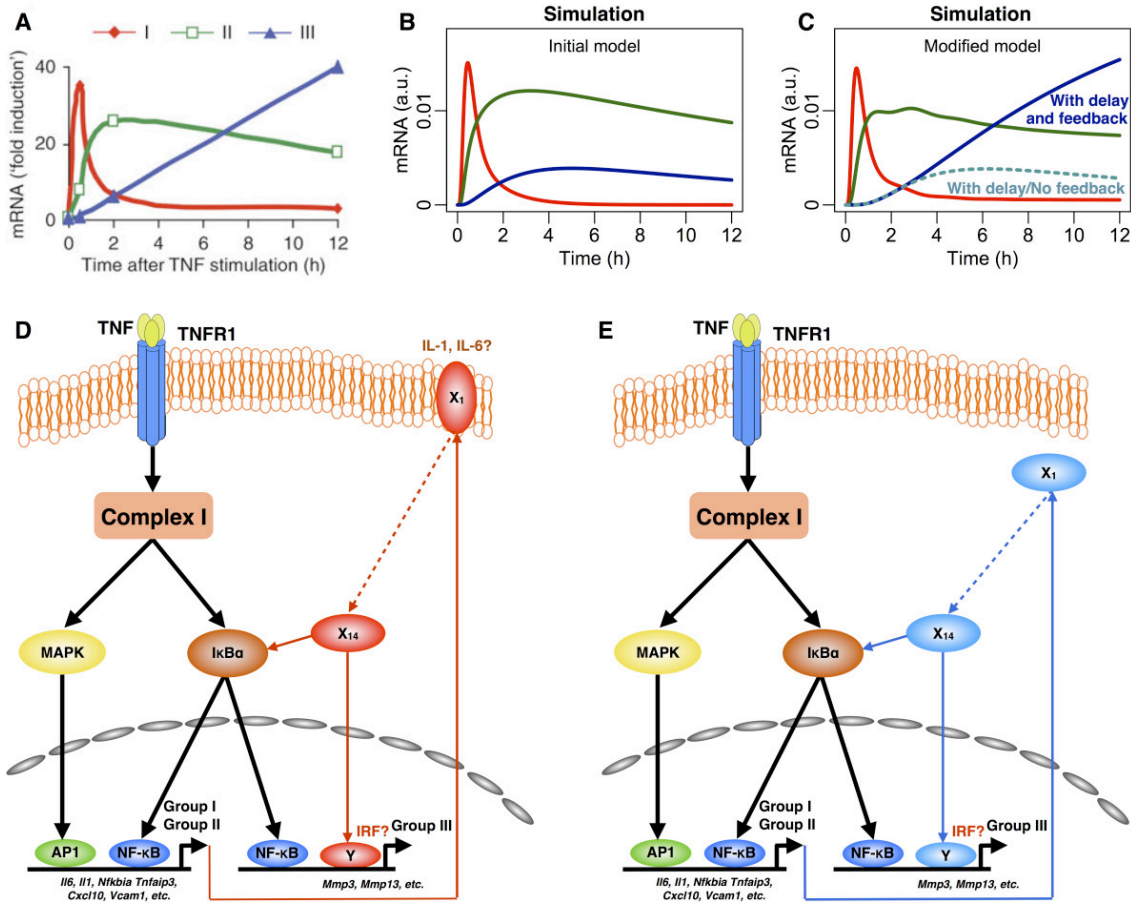 A
I II III
mRNA ('fold induction')
40
20
0
0 2 4 6 8 10 12
Time after TNF stimulation (h)
B
Simulation
Initial model
mRNA (a.u.)
0.01
0
0 2 4 6 8 10 12
Time (h)
C
Simulation
Modified model
mRNA (a.u.)
0.01
0
With delay
and feedback
With delay/No feedback
0 2 4 6 8 10 12
Time (h)
D
TNF
TNFR1
IL-1, IL-6?
X1
Complex I
MAPK
IκBα
X14
Group I
Group II
IRF?
Group III
AP1
NF-κB
NF-κB
Y
Il6, Il1, Nfkbia Tnfaip3,
Cxcl10, Vcam1, etc.
Mmp3, Mmp13, etc.
E
TNF
TNFR1
X1
Complex I
MAPK
IκBα
X14
Group I
Group II
IRF?
Group III
AP1
NF-κB
NF-κB
Y
Il6, Il1, Nfkbia Tnfaip3,
Cxcl10, Vcam1, etc.
Mmp3, Mmp13, etc.